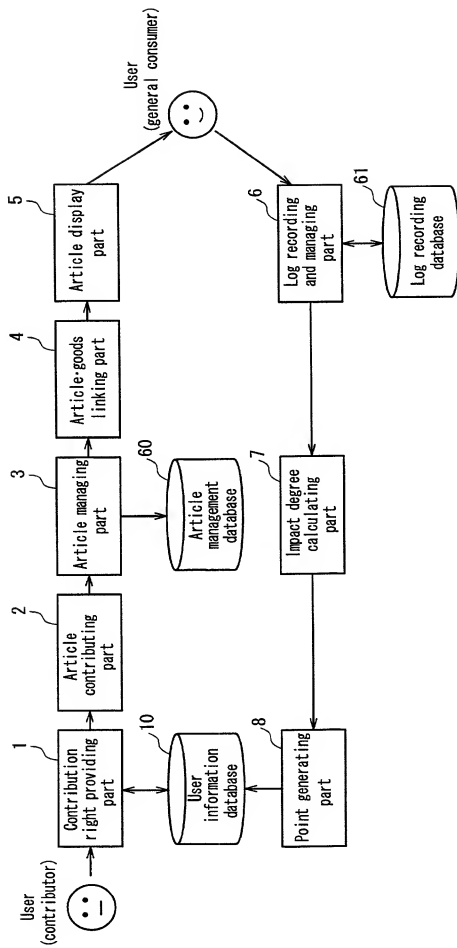 User
(contributor)
1
Contribution
right providing
part
2
Article
contributing
part
3
Article managing
part
4
Article·goods
linking part
5
Article display
part
User
(general consumer)
10
User
information
database
60
Article
management
database
8
Point generating
part
7
Impact degree
calculating
part
6
Log recording
and managing
part
61
Log recording
database